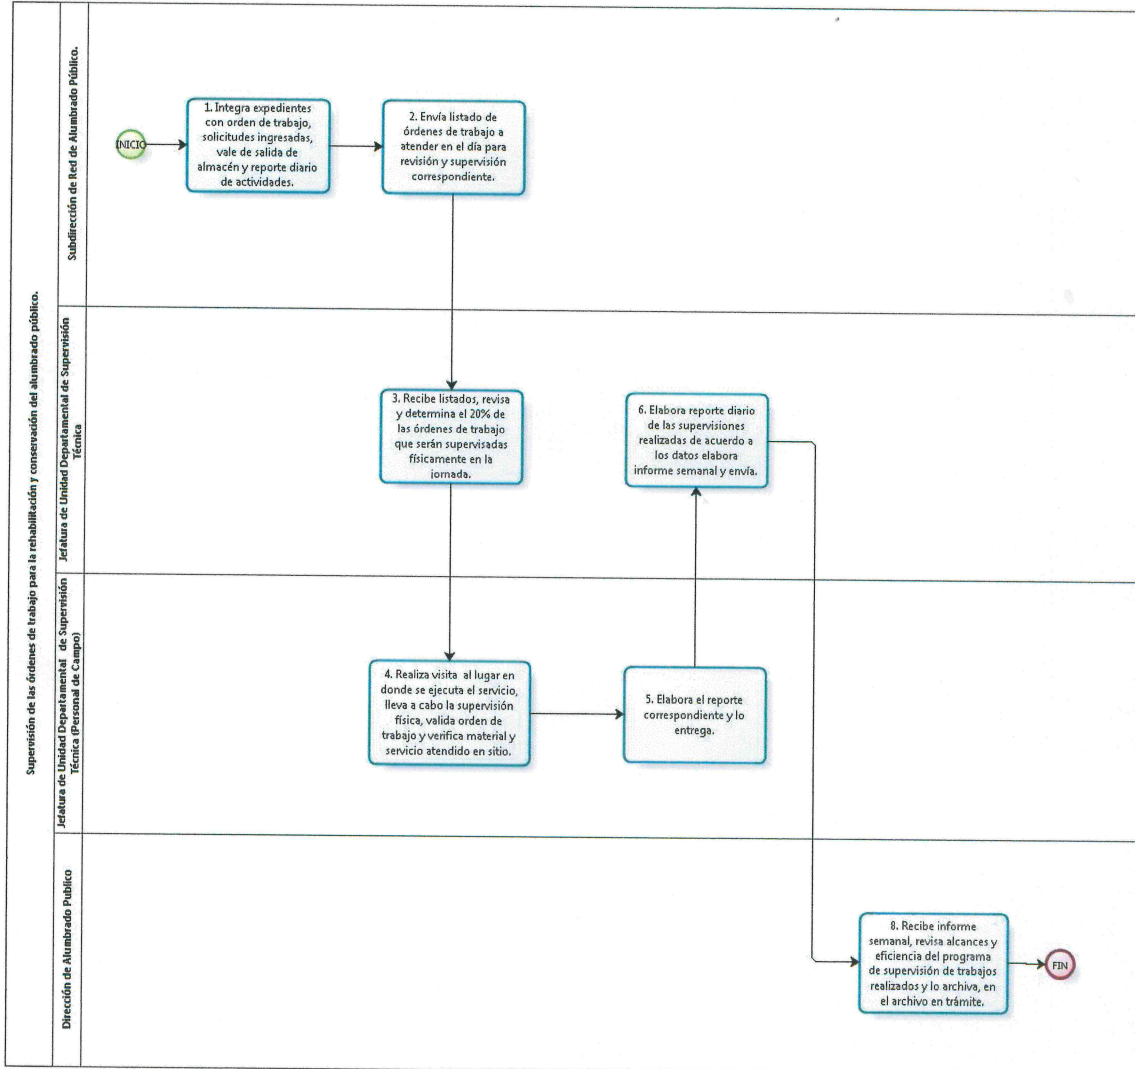 Supervisión de las órdenes de trabajo para la rehabilitación y conservación del alumbrado público.
Subdirección de Red de Alumbrado Público.
INICIO
1. Integra expedientes
con orden de trabajo,
solicitudes ingresadas,
vale de salida de
almacén y reporte diario
de actividades.
2. Envía listado de
órdenes de trabajo a
atender en el día para
revisión y supervisión
correspondiente.
Jefatura de Unidad Departamental de Supervisión
Técnica
3. Recibe listados, revisa
y determina el 20% de
las órdenes de trabajo
que serán supervisadas
físicamente en la
jornada.
6. Elabora reporte diario
de las supervisiones
realizadas de acuerdo a
los datos elabora
informe semanal y envía.
Jefatura de Unidad Departamental de Supervisión
Técnica (Personal de Campo)
4. Realiza visita al lugar en
donde se ejecuta el servicio,
lleva a cabo la supervisión
física, valida orden de
trabajo y verifica material y
servicio atendido en sitio.
5. Elabora el reporte
correspondiente y lo
entrega.
Dirección de Alumbrado Publico
8. Recibe informe
semanal, revisa alcances y
eficiencia del programa
de supervisión de trabajos
realizados y lo archiva, en
el archivo en trámite.
FIN